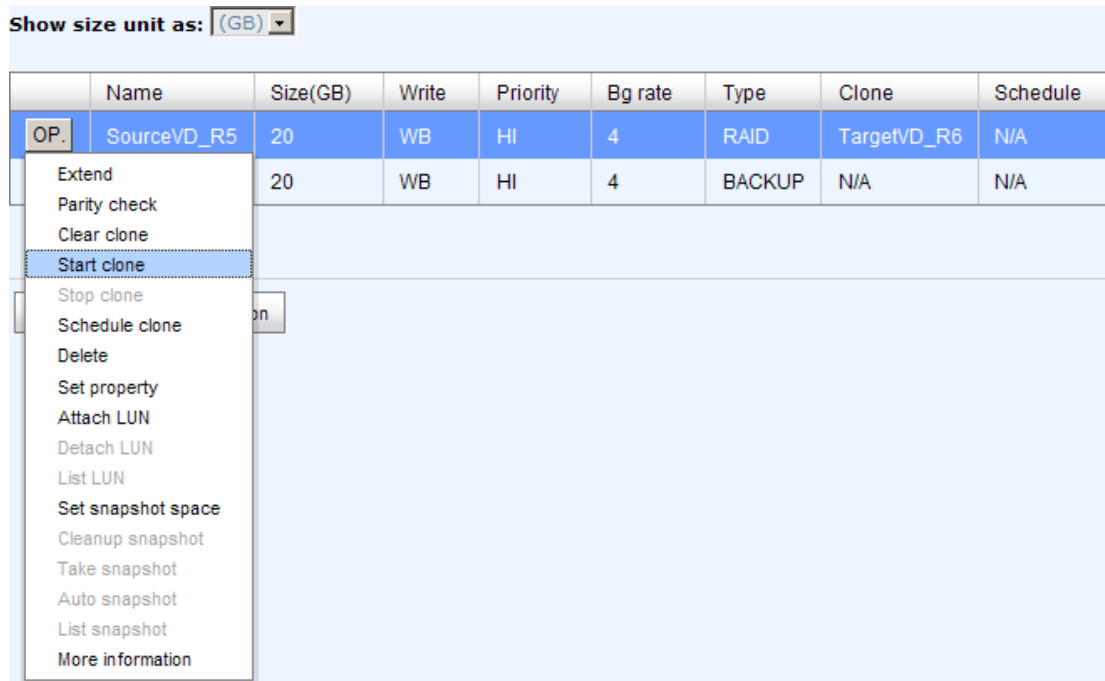 Show size unit as: (GB)
Name Size(GB) Write Priority Bg rate Type Clone Schedule
OP. SourceVD_R5 20 WB HI 4 RAID TargetVD_R6 N/A
20 WB HI 4 BACKUP N/A N/A
Extend
Parity check
Clear clone
Start clone
Stop clone
Schedule clone
Delete
Set property
Attach LUN
Detach LUN
List LUN
Set snapshot space
Cleanup snapshot
Take snapshot
Auto snapshot
List snapshot
More information